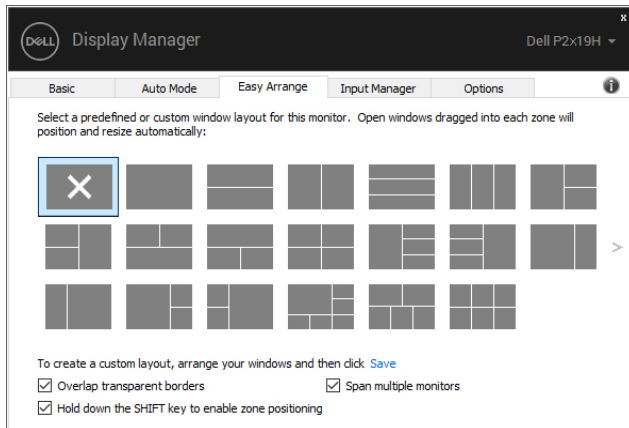 x
DELL Display Manager Dell P2x19H
Basic Auto Mode Easy Arrange Input Manager Options
Select a predefined or custom window layout for this monitor. Open windows dragged into each zone will
position and resize automatically:
To create a custom layout, arrange your windows and then click Save
Overlap transparent borders Span multiple monitors
Hold down the SHIFT key to enable zone positioning